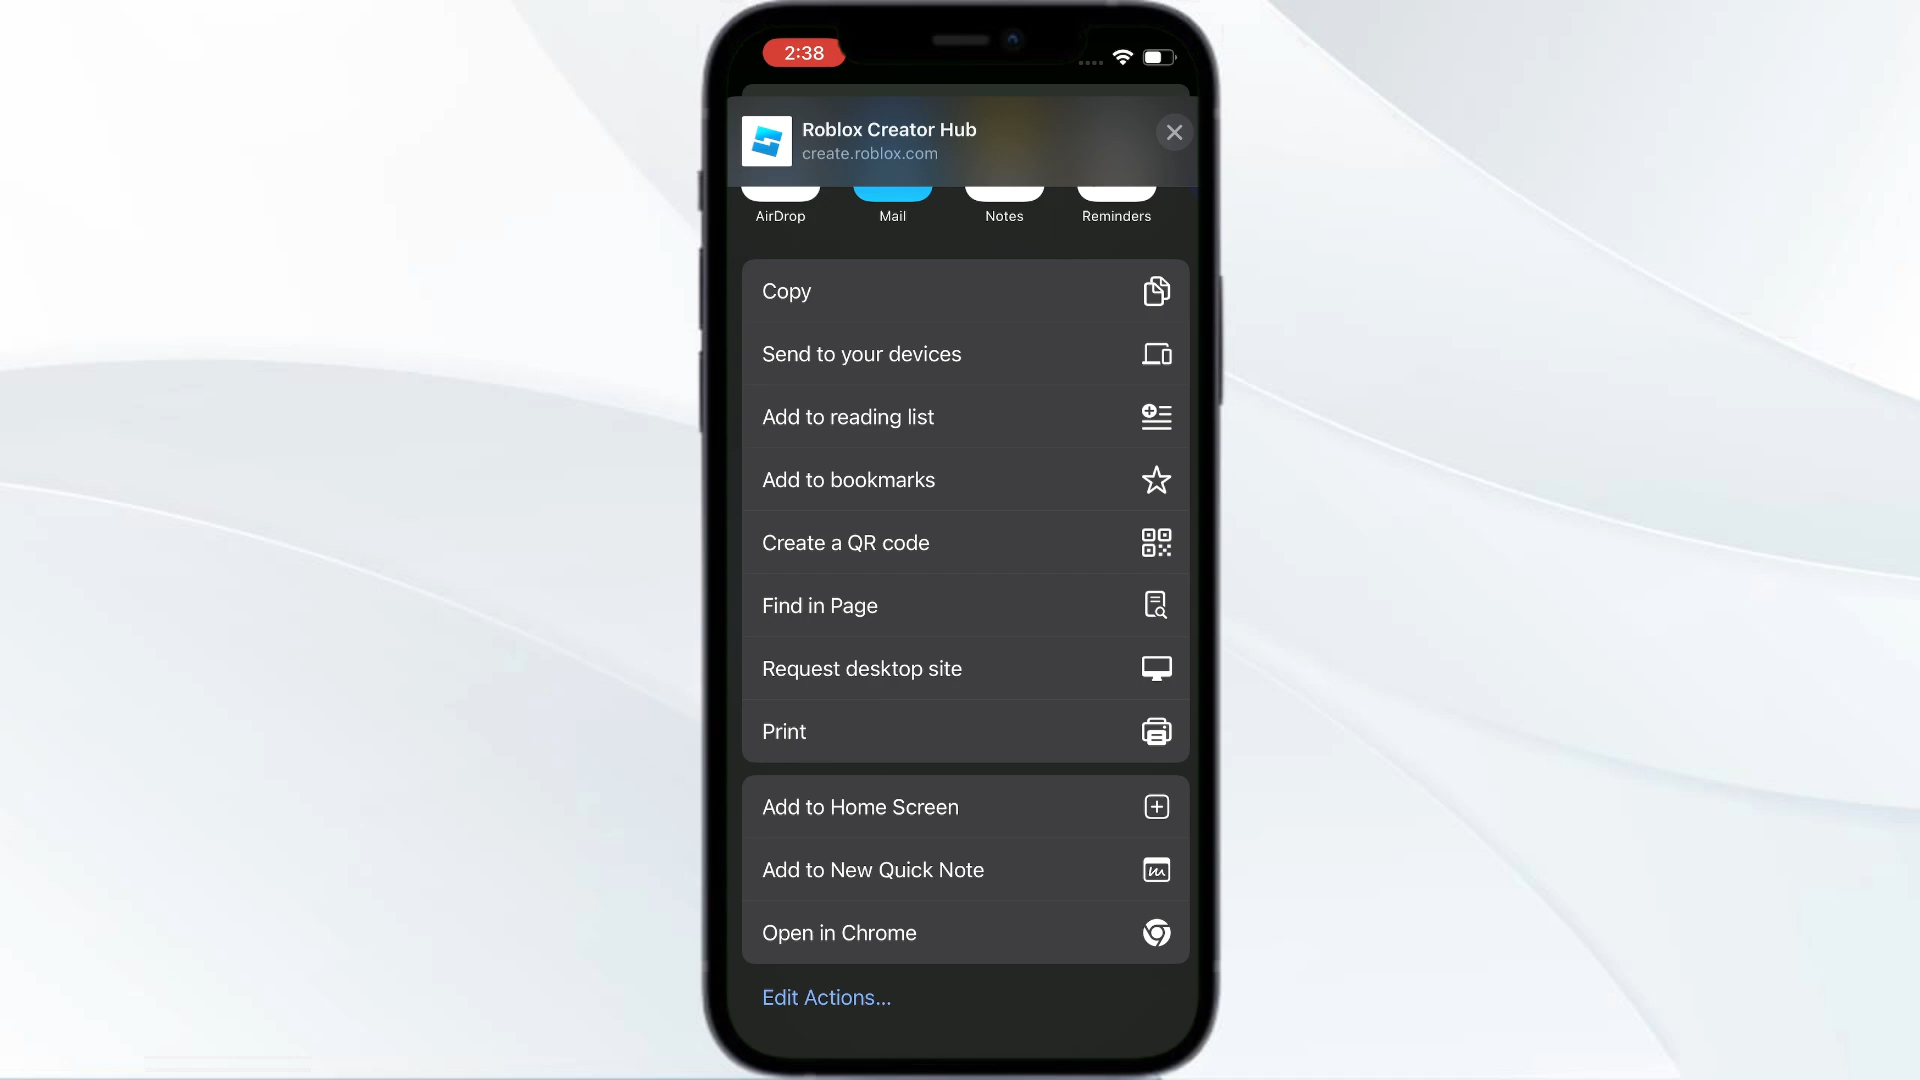 2:38
Roblox Creator Hub
create.roblox.com
AirDrop
Mail
Notes
Reminders
Copy
Send to your devices
Add to reading list
Add to bookmarks
Create a QR code
Find in Page
Request desktop site
Print
Add to Home Screen
Add to New Quick Note
Open in Chrome
Edit Actions...